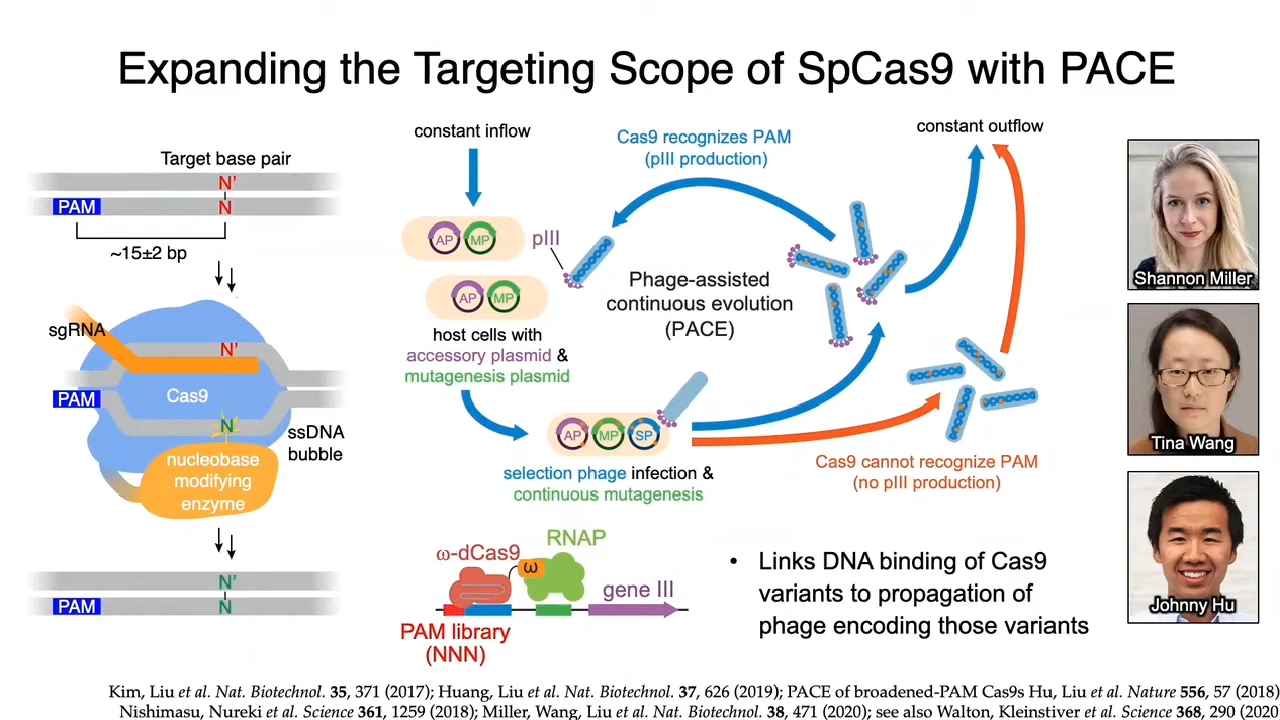 Expanding the Targeting Scope of SpCas9 with PACE
Target base pair
N'
N
PAM
~15±2 bp
sgRNA
N'
Cas9
PAM
N
ssDNA
bubble
nucleobase
modifying
enzyme
N'
N
PAM
constant inflow
AP
MP
AP
MP
pIII
host cells with
accessory plasmid &
mutagenesis plasmid
Cas9 recognizes PAM
(pIII production)
constant outflow
Phage-assisted
continuous evolution
(PACE)
AP
MP
SP
selection phage infection &
continuous mutagenesis
Cas9 cannot recognize PAM
(no pIII production)
ω-dCas9
ω
RNAP
gene III
PAM library
(NNN)
• Links DNA binding of Cas9
variants to propagation of
phage encoding those variants
Shannon Miller
Tina Wang
Johnny Hu
Kim, Liu et al. Nat. Biotechnol. 35, 371 (2017); Huang, Liu et al. Nat. Biotechnol. 37, 626 (2019); PACE of broadened-PAM Cas9s Hu, Liu et al. Nature 556, 57 (2018)
Nishimasu, Nureki et al. Science 361, 1259 (2018); Miller, Wang, Liu et al. Nat. Biotechnol. 38, 471 (2020); see also Walton, Kleinstiver et al. Science 368, 290 (2020